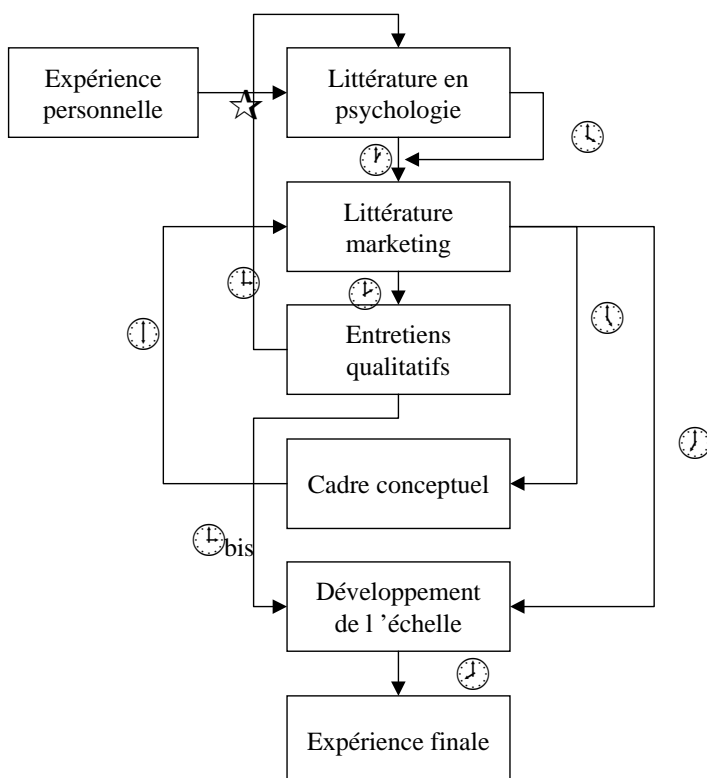 Expérience
personnelle
Littérature en
psychologie
Littérature
marketing
Entretiens
qualitatifs
Cadre conceptuel
bis
Développement
de l ’échelle
Expérience finale